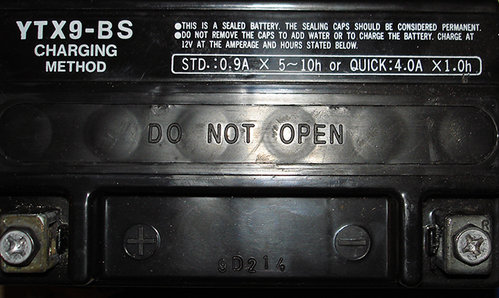 YTX9-BS
CHARGING
METHOD
●THIS IS A SEALED BATTERY. THE SEALING CAPS SHOULD BE CONSIDERED PERMANENT.
●DO NOT REMOVE THE CAPS TO ADD WATER OR TO CHARGE THE BATTERY. CHARGE AT
12V AT THE AMPERAGE AND HOURS STATED BELOW.
STD.:0.9A × 5~10h or QUICK:4.0A ×1.0h
DO NOT OPEN
+ −
6D214